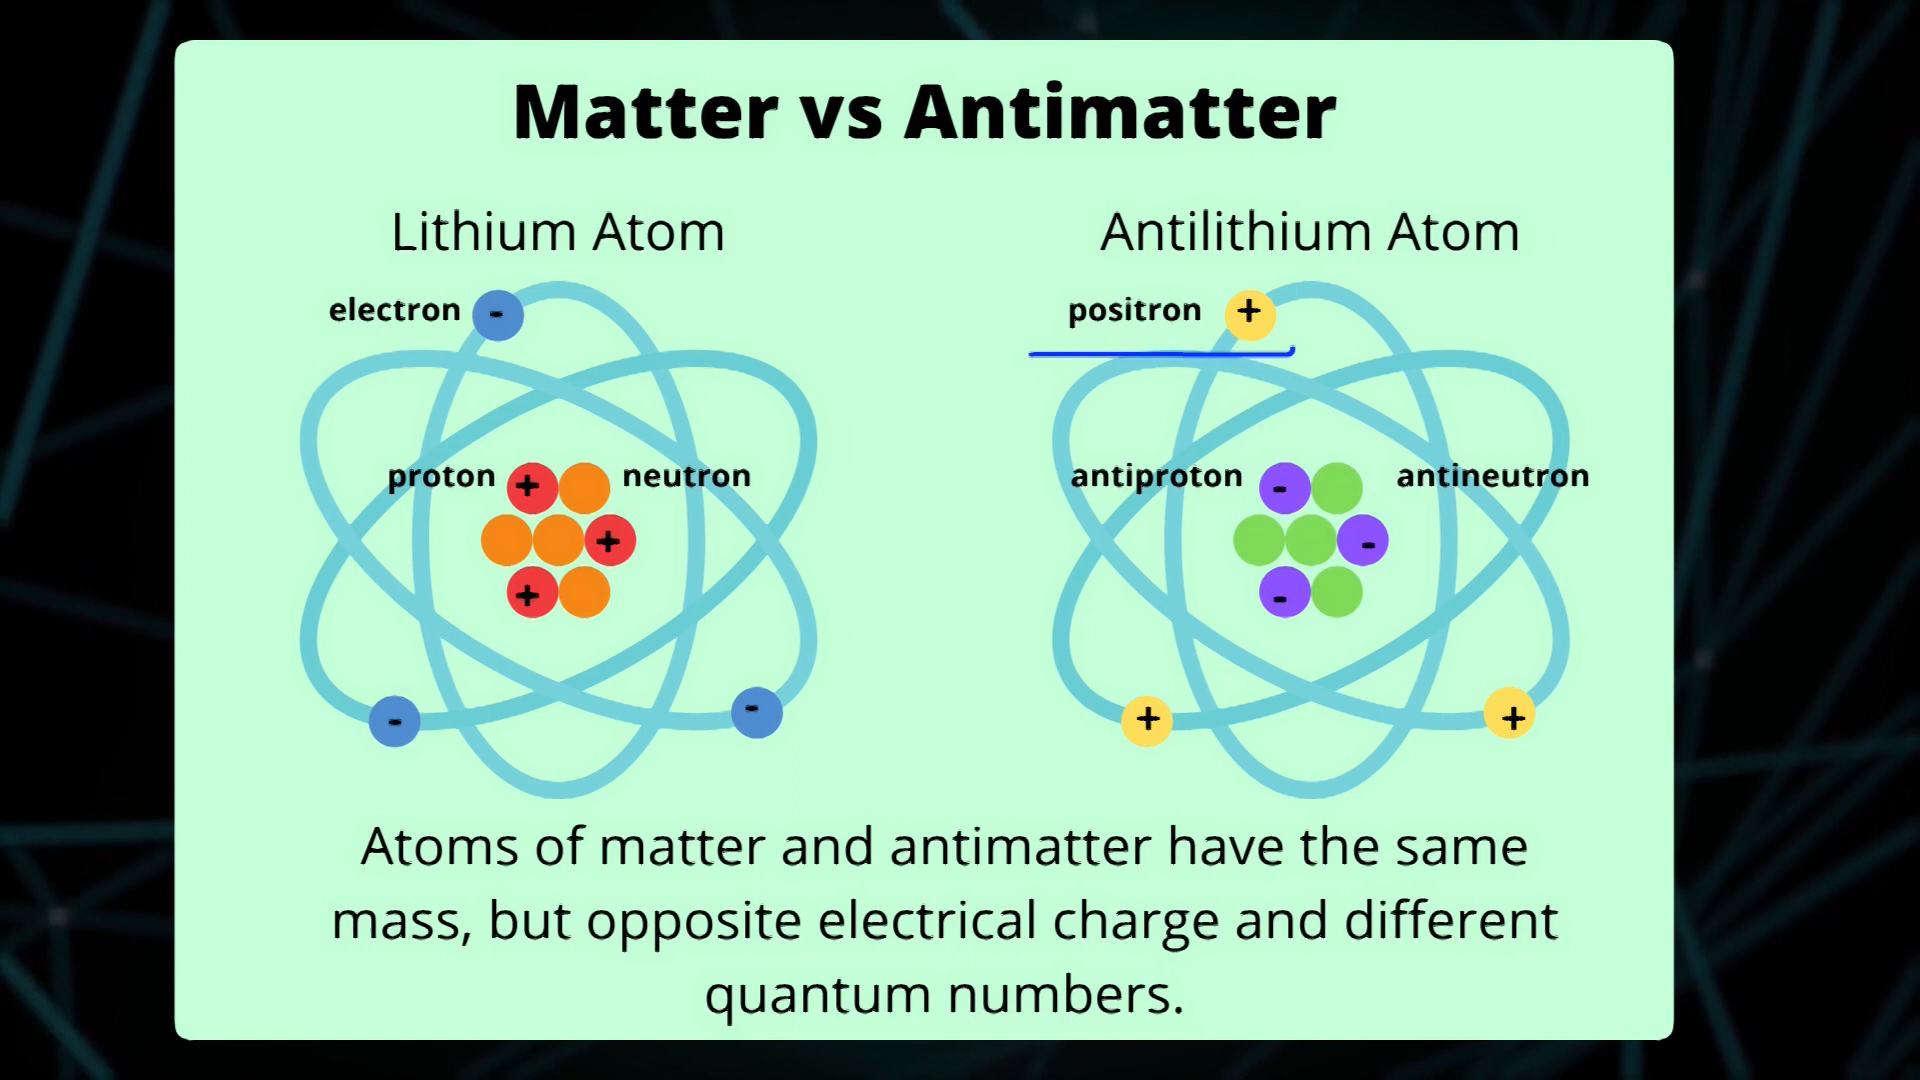 Matter vs Antimatter
Lithium Atom
Antilithium Atom
electron -
positron +
proton + neutron
antiproton - antineutron
+
-
+
-
- -
+ +
Atoms of matter and antimatter have the same
mass, but opposite electrical charge and different
quantum numbers.